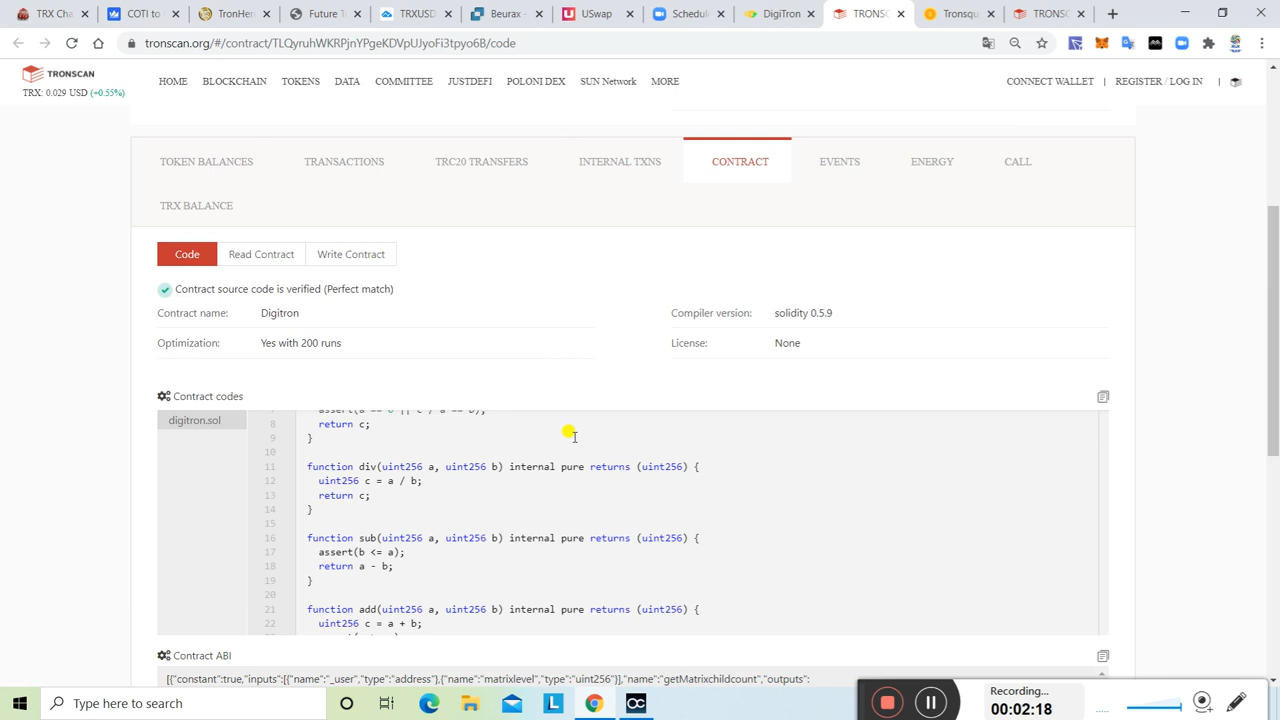 TRX Cha
COTI to
TronHer
Future T
TRXUSD
Beurax -
USwap
Schedul
DigiTron
TRONS
Tronsqu
TRONSC
tronscan.org/#/contract/TLQyruhWKRPjnYPgeKDVpUJyoFi3tpyo6B/code
TRONSCAN
TRX: 0.029 USD (+0.55%)
HOME BLOCKCHAIN TOKENS DATA COMMITTEE JUSTDEFI POLONI DEX SUN Network MORE
CONNECT WALLET | REGISTER / LOG IN |
TOKEN BALANCES TRANSACTIONS TRC20 TRANSFERS INTERNAL TXNS CONTRACT EVENTS ENERGY CALL
TRX BALANCE
Code Read Contract Write Contract
Contract source code is verified (Perfect match)
Contract name: Digitron Compiler version: solidity 0.5.9
Optimization: Yes with 200 runs License: None
Contract codes
digitron.sol
8 return c;
9 }
10
11 function div(uint256 a, uint256 b) internal pure returns (uint256) {
12 uint256 c = a / b;
13 return c;
14 }
15
16 function sub(uint256 a, uint256 b) internal pure returns (uint256) {
17 assert(b <= a);
18 return a - b;
19 }
20
21 function add(uint256 a, uint256 b) internal pure returns (uint256) {
22 uint256 c = a + b;
Contract ABI
[{"constant":true,"inputs":[{"name":"_user","type":"address"},{"name":"matrixlevel","type":"uint256"}],"name":"getMatrixchildcount","outputs":
Type here to search
Recording...
00:02:18